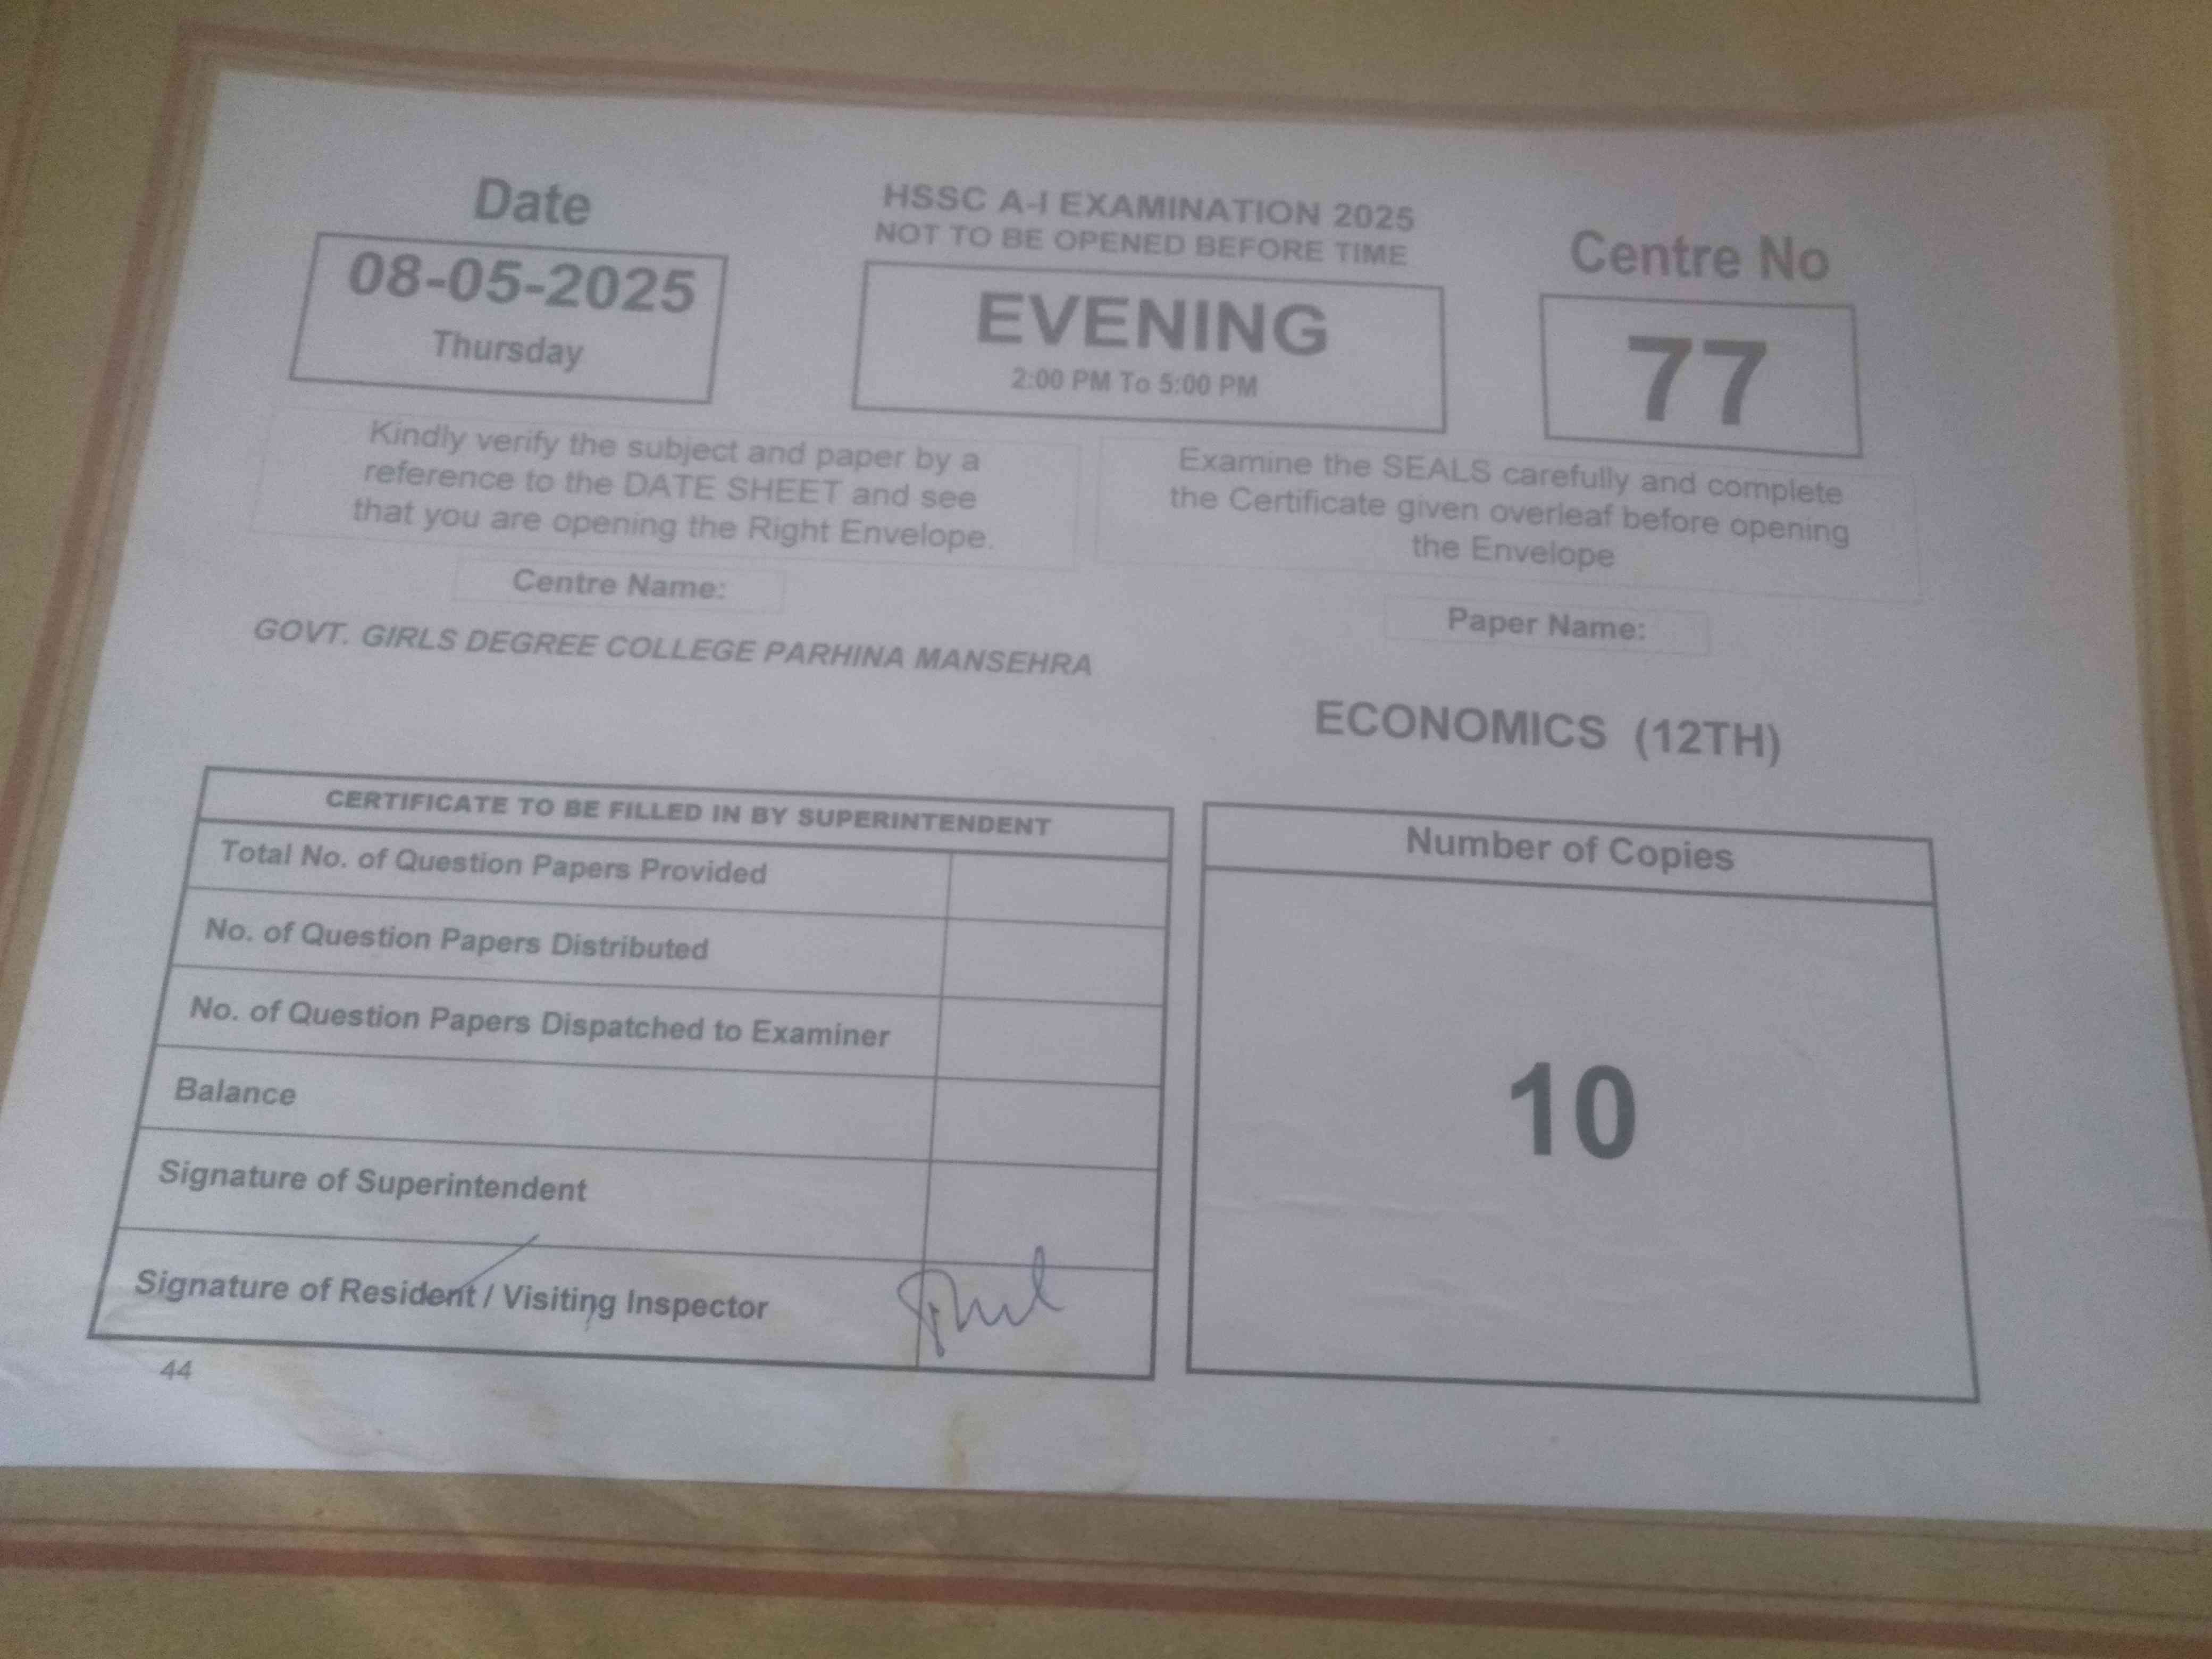 Date
08-05-2025
Thursday
HSSC A-I EXAMINATION 2025
NOT TO BE OPENED BEFORE TIME
EVENING
2:00 PM To 5:00 PM
Centre No
77
Kindly verify the subject and paper by a
reference to the DATE SHEET and see
that you are opening the Right Envelope.
Examine the SEALS carefully and complete
the Certificate given overleaf before opening
the Envelope
Centre Name:
GOVT. GIRLS DEGREE COLLEGE PARHINA MANSEHRA
Paper Name:
ECONOMICS (12TH)
CERTIFICATE TO BE FILLED IN BY SUPERINTENDENT
Total No. of Question Papers Provided
No. of Question Papers Distributed
No. of Question Papers Dispatched to Examiner
Balance
Signature of Superintendent
Signature of Resident / Visiting Inspector
Number of Copies
10
44